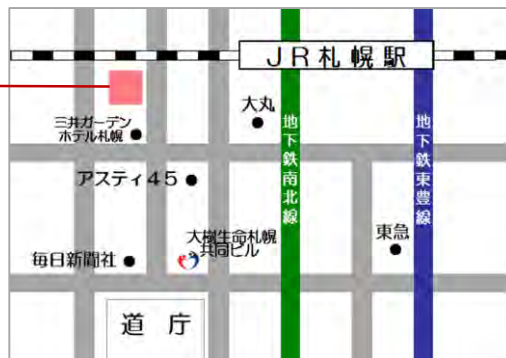 JR札幌駅
大丸
三井ガーデン
ホテル札幌
地下鉄南北線
地下鉄東豊線
アスティ45
大樹生命札幌
共同ビル
東急
毎日新聞社
道庁